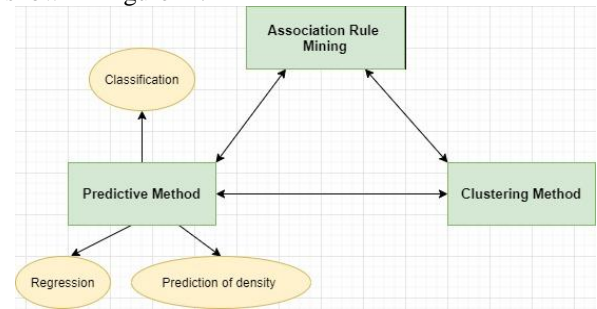 Association Rule
Mining
Classification
Predictive Method
Clustering Method
Regression
Prediction of density